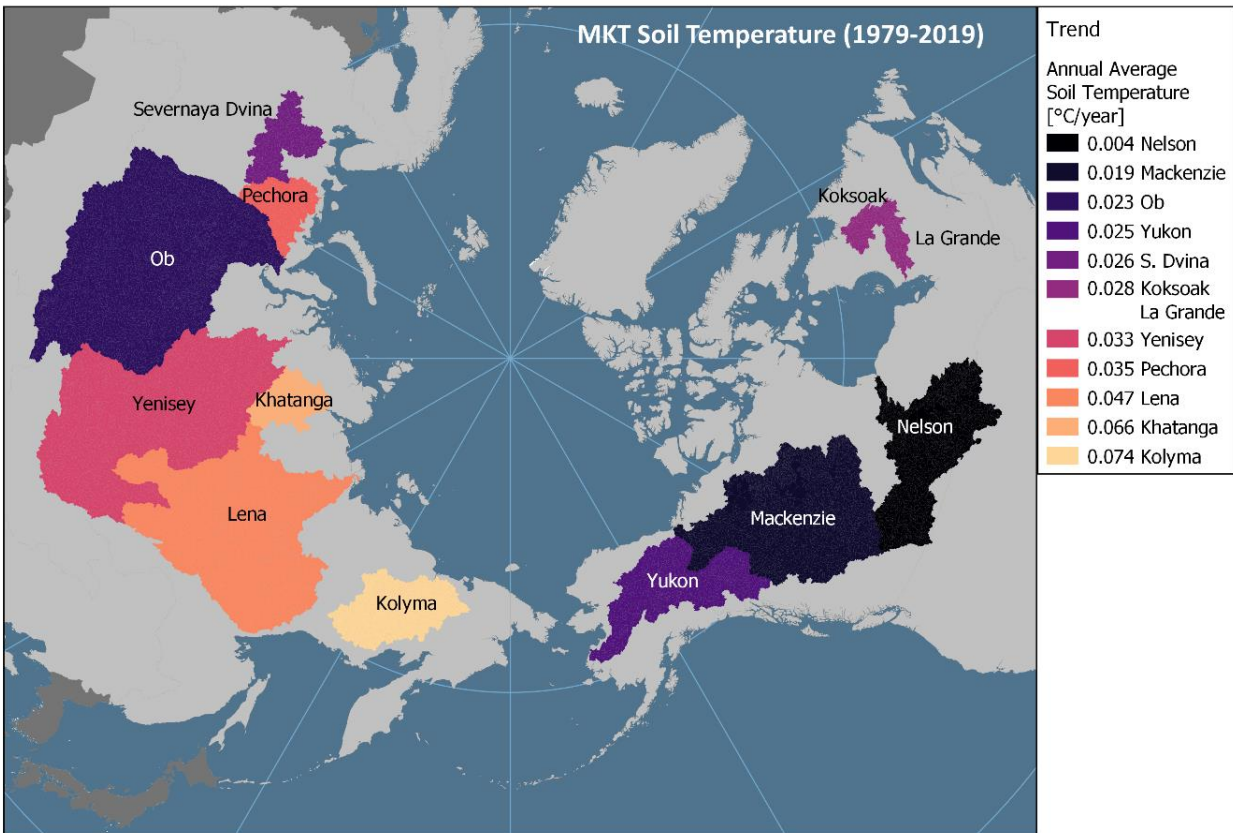 MKT Soil Temperature (1979-2019)
Severnaya Dvina
Pechora
Ob
Yenisey
Khatanga
Lena
Kolyma
Koksoak
La Grande
Nelson
Mackenzie
Yukon
Trend
Annual Average
Soil Temperature
[°C/year]
0.004 Nelson
0.019 Mackenzie
0.023 Ob
0.025 Yukon
0.026 S. Dvina
0.028 Koksoak
La Grande
0.033 Yenisey
0.035 Pechora
0.047 Lena
0.066 Khatanga
0.074 Kolyma